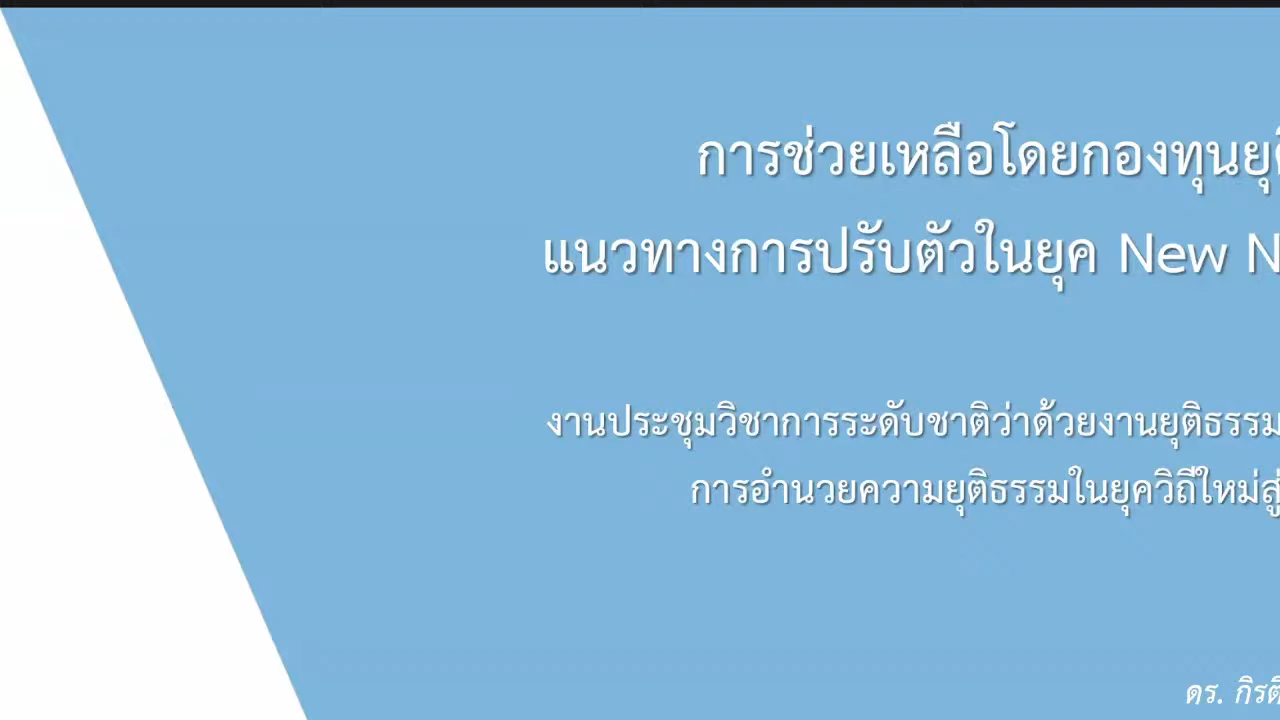 การช่วยเหลือโดยกองทุนยุ
แนวทางการปรับตัวในยุค New N
งานประชุมวิชาการระดับชาติว่าด้วยงานยุติธรรม
การอำนวยความยุติธรรมในยุควิถีใหม่สู่
ดร. กิรติ